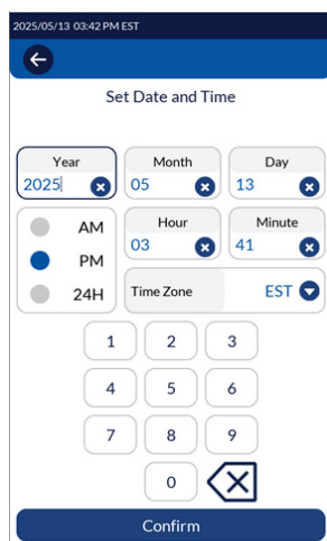 2025/05/13 03:42 PM EST
Set Date and Time
Year Month Day
2025 05 13
AM
PM
24H
Hour Minute
03 41
Time Zone EST
1 2 3
4 5 6
7 8 9
0
Confirm